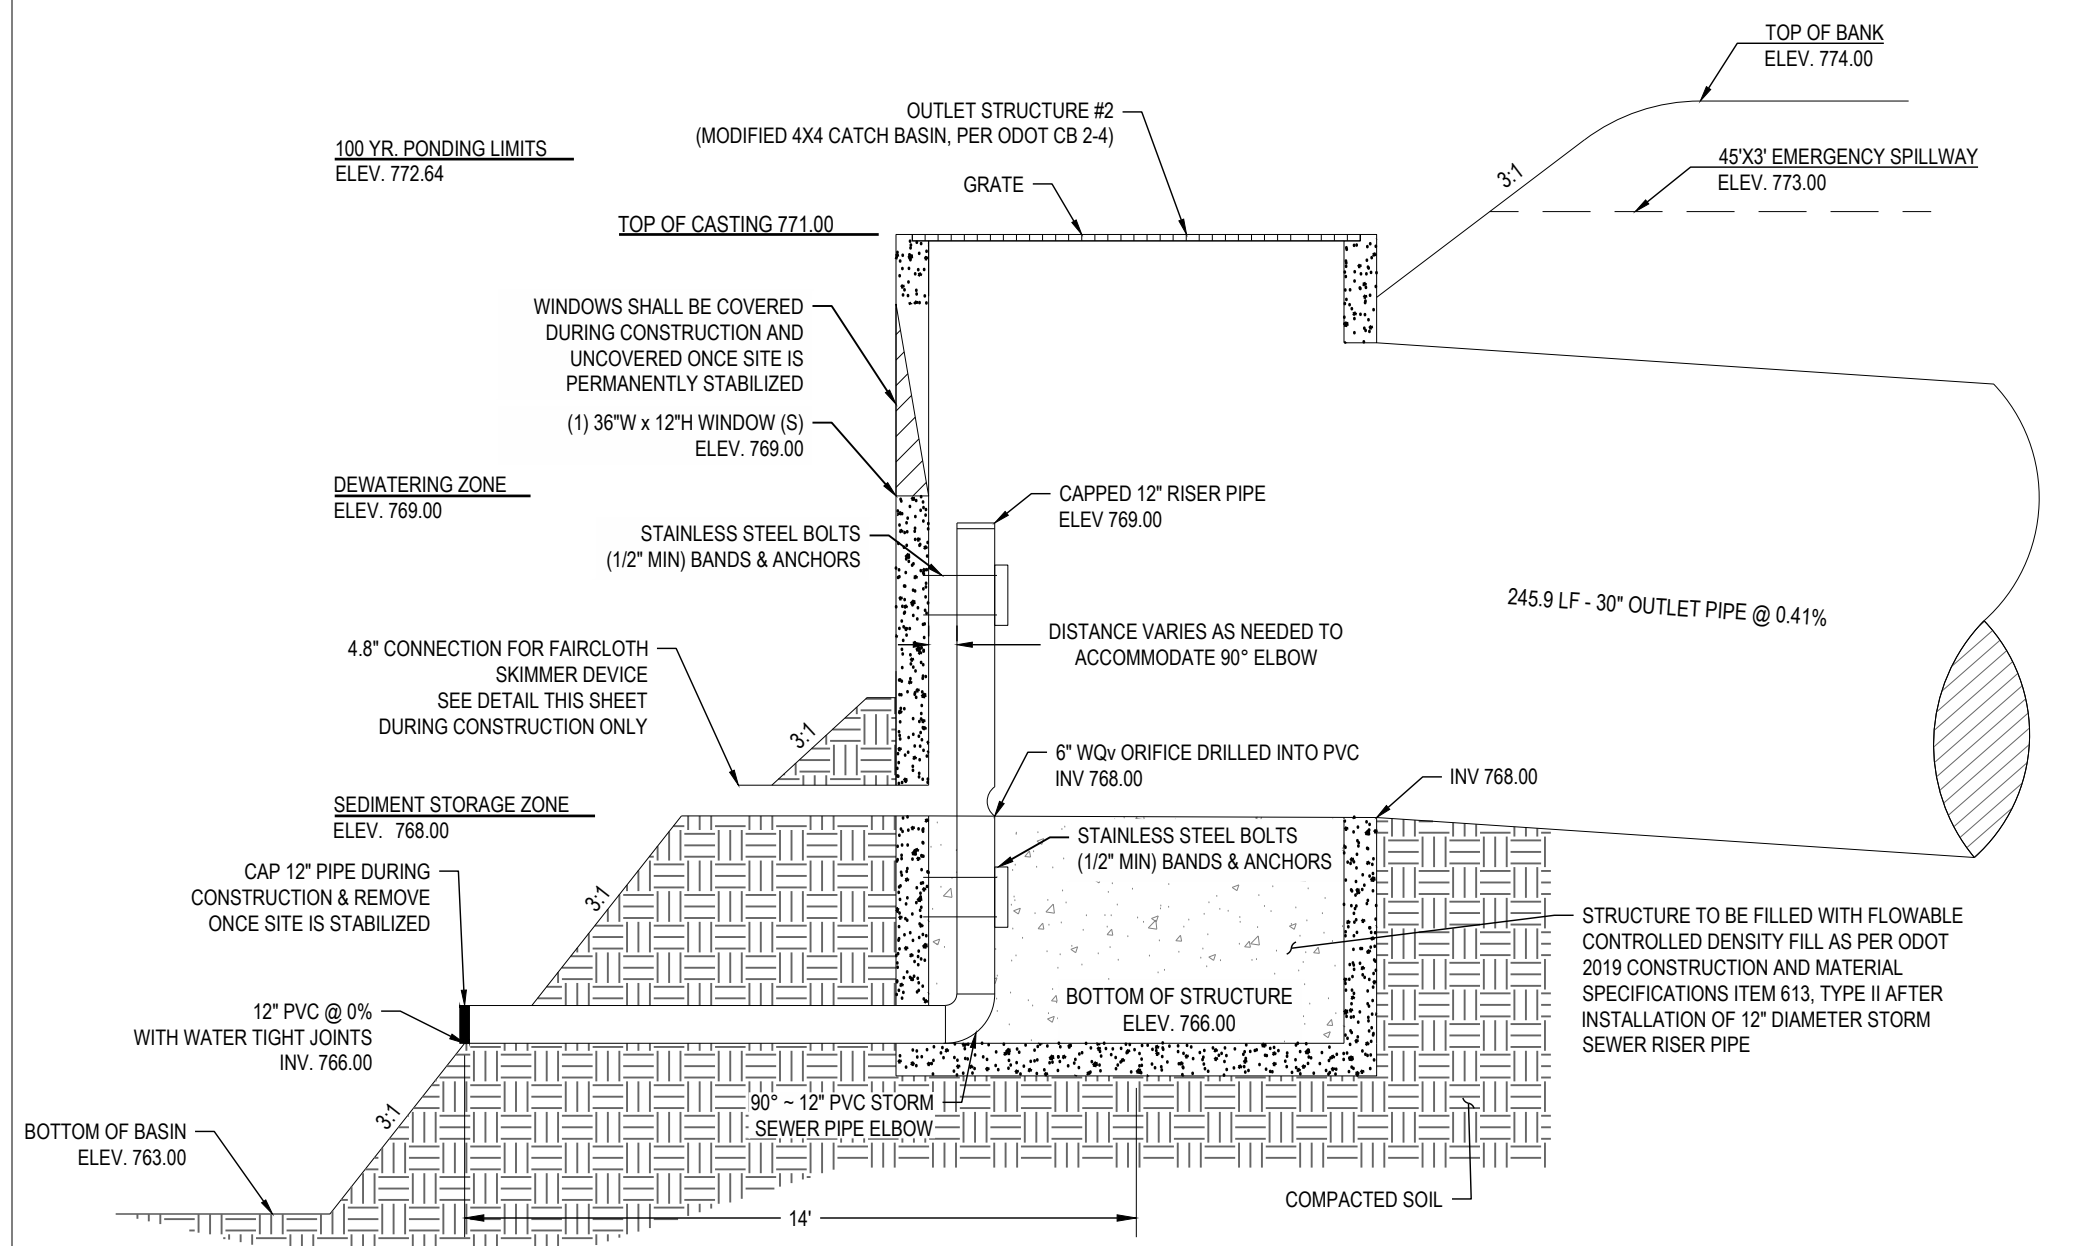 TOP OF BANK
ELEV. 774.00
OUTLET STRUCTURE #2
(MODIFIED 4X4 CATCH BASIN, PER ODOT CB 2-4)
100 YR. PONDING LIMITS
ELEV. 772.64
45'X3' EMERGENCY SPILLWAY
ELEV. 773.00
3:1
GRATE
TOP OF CASTING 771.00
WINDOWS SHALL BE COVERED
DURING CONSTRUCTION AND
UNCOVERED ONCE SITE IS
PERMANENTLY STABILIZED
(1) 36"W x 12"H WINDOW (S)
ELEV. 769.00
DEWATERING ZONE
ELEV. 769.00
CAPPED 12" RISER PIPE
ELEV 769.00
STAINLESS STEEL BOLTS
(1/2" MIN) BANDS & ANCHORS
245.9 LF - 30" OUTLET PIPE @ 0.41%
DISTANCE VARIES AS NEEDED TO
ACCOMMODATE 90° ELBOW
4.8" CONNECTION FOR FAIRCLOTH
SKIMMER DEVICE
SEE DETAIL THIS SHEET
DURING CONSTRUCTION ONLY
3:1
6" WQv ORIFICE DRILLED INTO PVC
INV 768.00
INV 768.00
SEDIMENT STORAGE ZONE
ELEV. 768.00
STAINLESS STEEL BOLTS
(1/2" MIN) BANDS & ANCHORS
CAP 12" PIPE DURING
CONSTRUCTION & REMOVE
ONCE SITE IS STABILIZED
3:1
STRUCTURE TO BE FILLED WITH FLOWABLE
CONTROLLED DENSITY FILL AS PER ODOT
2019 CONSTRUCTION AND MATERIAL
SPECIFICATIONS ITEM 613, TYPE II AFTER
INSTALLATION OF 12" DIAMETER STORM
SEWER RISER PIPE
BOTTOM OF STRUCTURE
ELEV. 766.00
12" PVC @ 0%
WITH WATER TIGHT JOINTS
INV. 766.00
3:1
90° ~ 12" PVC STORM
SEWER PIPE ELBOW
BOTTOM OF BASIN
ELEV. 763.00
COMPACTED SOIL
14'